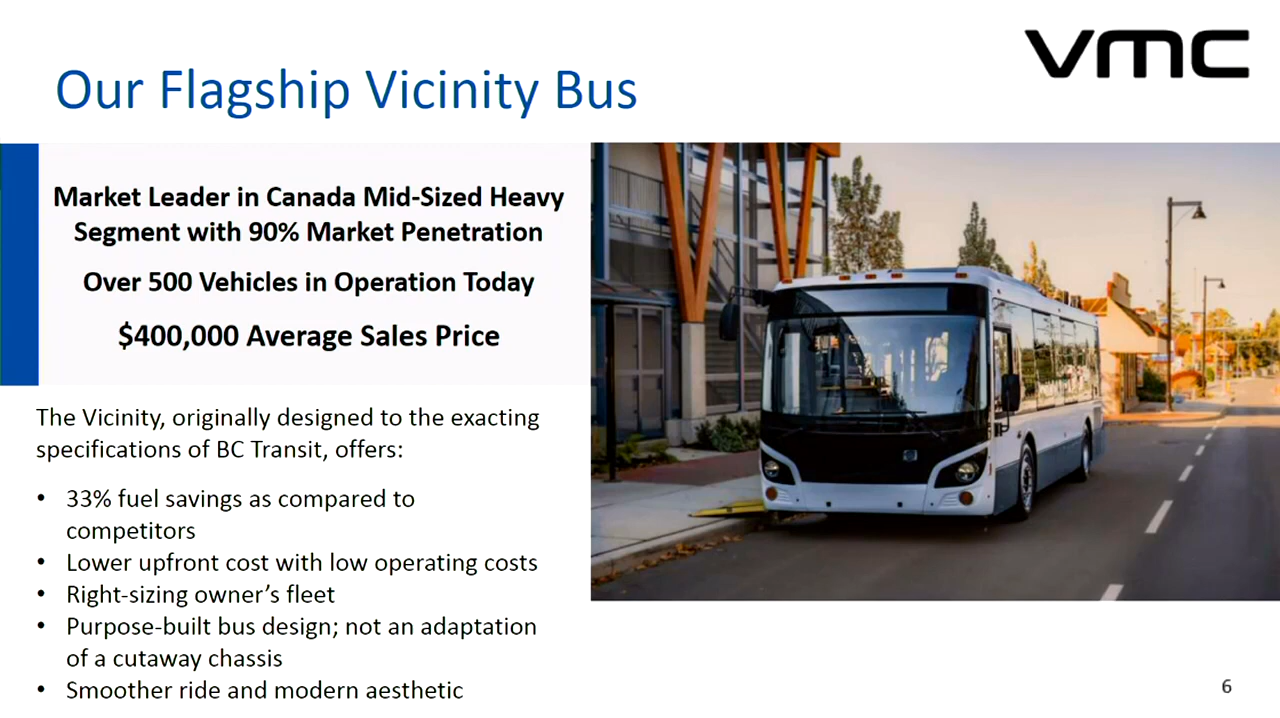 vmc
Our Flagship Vicinity Bus
Market Leader in Canada Mid-Sized Heavy
Segment with 90% Market Penetration
Over 500 Vehicles in Operation Today
$400,000 Average Sales Price
The Vicinity, originally designed to the exacting
specifications of BC Transit, offers:
• 33% fuel savings as compared to
competitors
• Lower upfront cost with low operating costs
• Right-sizing owner’s fleet
• Purpose-built bus design; not an adaptation
of a cutaway chassis
• Smoother ride and modern aesthetic
6